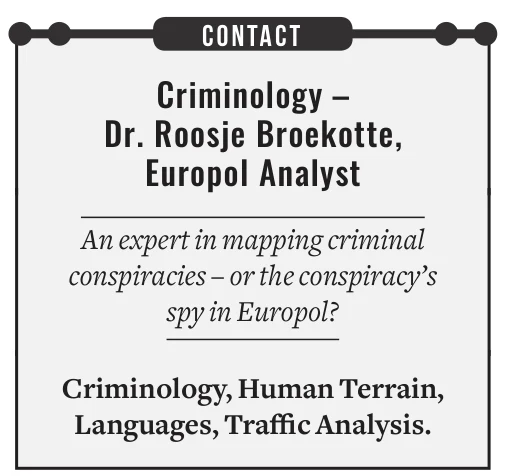 CONTACT
Criminology –
Dr. Roosje Broekotte,
Europol Analyst
An expert in mapping criminal
conspiracies – or the conspiracy’s
spy in Europol?
Criminology, Human Terrain,
Languages, Traffic Analysis.